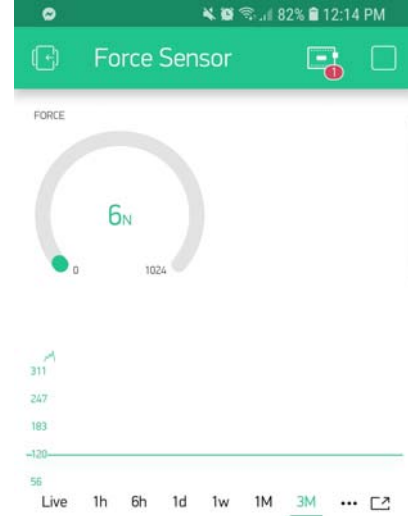 82% 12:14 PM
Force Sensor
1
FORCE
6N
0 1024
311
247
183
120
56
Live 1h 6h 1d 1w 1M 3M •••